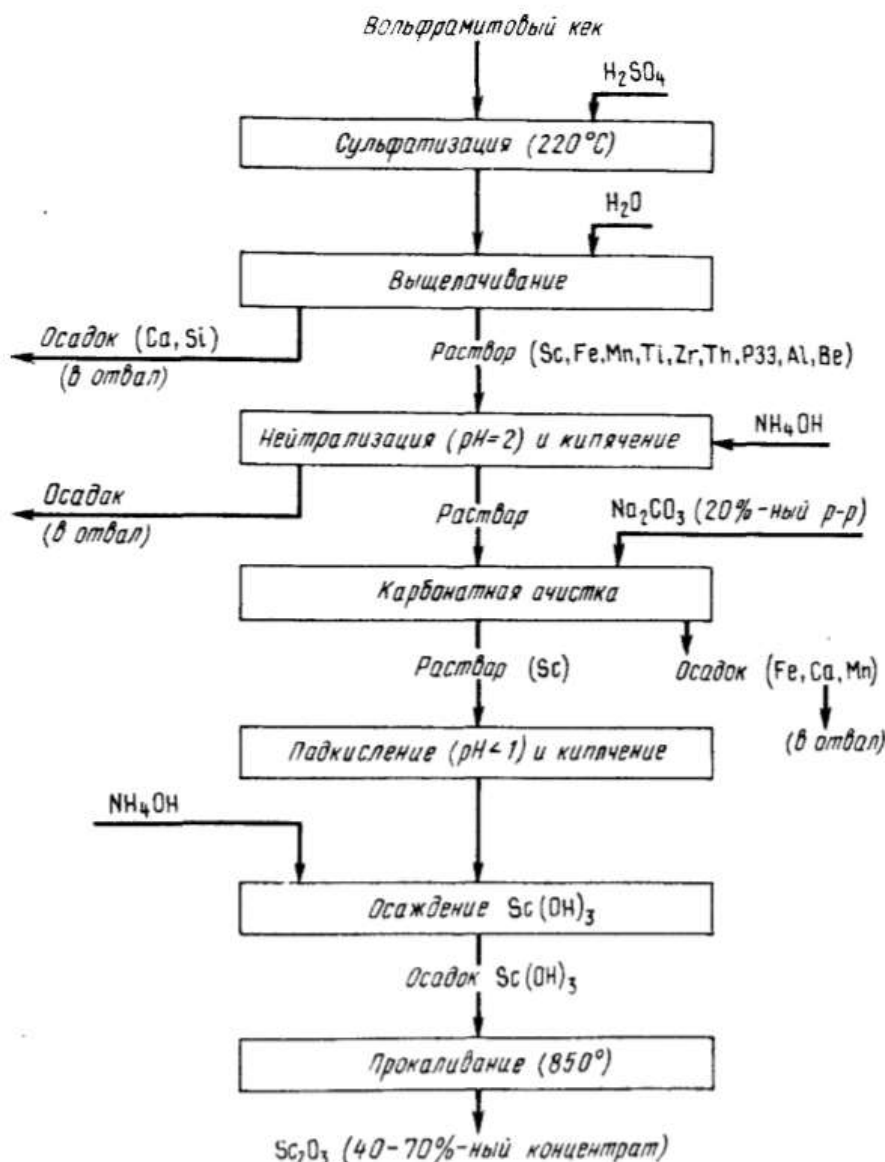 Вольфрамитовый кек
H₂SO₄
Сульфатизация (220°C)
H₂O
Выщелачивание
Осадок (Ca, Si)
(в отвал)
Раствор (Sc, Fe, Mn, Ti, Zr, Th, РЗЭ, Al, Be)
Нейтрализация (pH=2) и кипячение
NH₄OH
Осадок
(в отвал)
Раствор
Na₂CO₃ (20%-ный р-р)
Карбонатная очистка
Раствор (Sc)
Осадок (Fe, Ca, Mn)
(в отвал)
Подкисление (pH<1) и кипячение
NH₄OH
Осаждение Sc(OH)₃
Осадок Sc(OH)₃
Прокаливание (850°)
Sc₂O₃ (40-70%-ный концентрат)